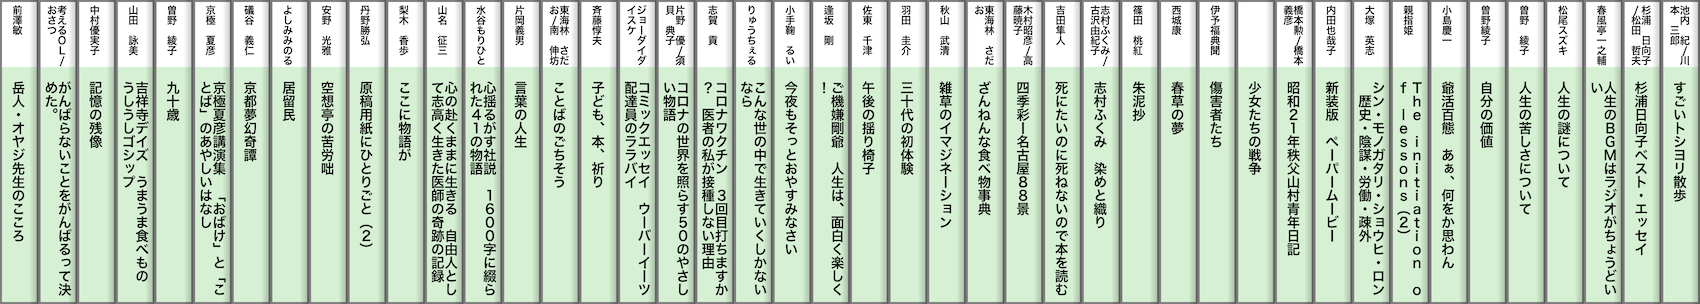 池内 紀/川本 三郎
すごいトシヨリ散歩
杉浦 日向子/松田 哲夫
杉浦日向子ベスト・エッセイ
春風亭一之輔
人生のBGMはラジオがちょうどいい
松尾スズキ
人生の謎について
曽野 綾子
人生の苦しさについて
曽野綾子
自分の価値
小島慶一
爺活百態 あぁ、何をか思わん
親指姫
The initiation of lessons(2)
大塚 英志
シン・モノガタリ・ショウヒ・ロン 歴史・陰謀・労働・疎外
内田也哉子
新装版 ペーパームービー
橋本勲/橋本義彦
昭和21年秩父山村青年日記
少女たちの戦争
伊予福典聞
傷害者たち
西城康
春草の夢
篠田 桃紅
朱泥抄
志村ふくみ/古沢由紀子
志村ふくみ 染めと織り
吉田隼人
死にたいのに死ねないので本を読む
木村昭彦/高藤暁子
四季彩ー名古屋88景
東海林 さだお
ざんねんな食べ物事典
秋山 武清
雑草のイマジネーション
羽田 圭介
三十代の初体験
佐東 千津
午後の揺り椅子
逢坂 剛
ご機嫌剛爺 人生は、面白く楽しく!
小手鞠 るい
今夜もそっとおやすみなさい
りゅうちぇる
こんな世の中で生きていくしかないなら
志賀 貢
コロナワクチン 3回目打ちますか? 医者の私が接種しない理由
片野 優/須貝 典子
コロナの世界を照らす50のやさしい物語
ジョーダイダイスケ
コミックエッセイ ウーバーイーツ配達員のララバイ
斉藤惇夫
子ども、本、祈り
東海林 さだお/南 伸坊
ことばのごちそう
片岡義男
言葉の人生
水谷もりひと
心揺るがす社説 1600字に綴られた41の物語
山名 征三
心の赴くままに生きる 自由人として志高く生きた医師の奇跡の記録
梨木 香歩
ここに物語が
丹野勝弘
原稿用紙にひとりごと(2)
安野 光雅
空想亭の苦労咄
よしみみのる
居留民
礒谷 義仁
京都夢幻奇譚
京極 夏彦
京極夏彦講演集 「おばけ」と「ことば」のあやしいはなし
曽野 綾子
九十歳
山田 詠美
吉祥寺デイズ うまうま食べもの うしうしゴシップ
中村優実子
記憶の残像
考えるOL/おさつ
がんばらないことをがんばるって決めた。
前澤敏
岳人・オヤジ先生のこころ